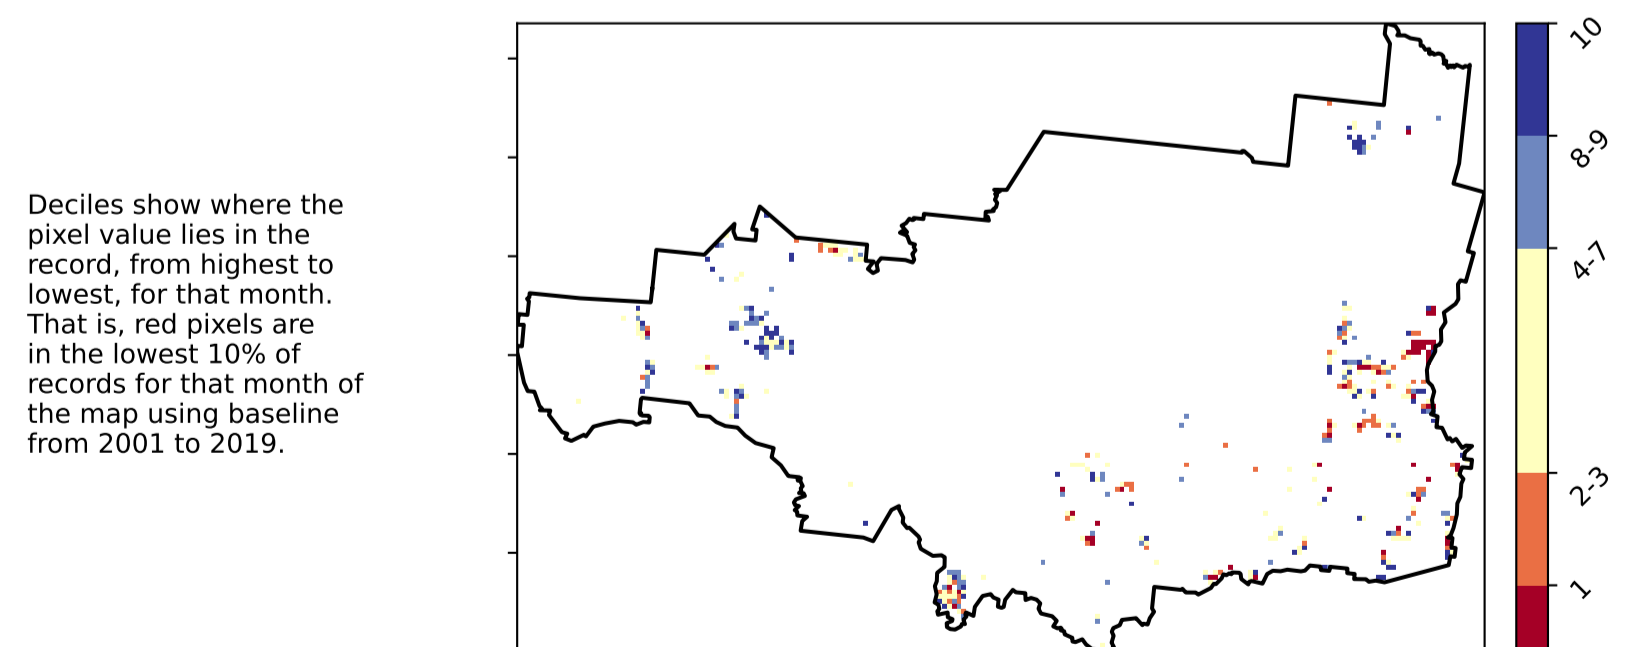 Deciles show where the
pixel value lies in the
record, from highest to
lowest, for that month.
That is, red pixels are
in the lowest 10% of
records for that month of
the map using baseline
from 2001 to 2019.
10
8-9
4-7
2-3
1